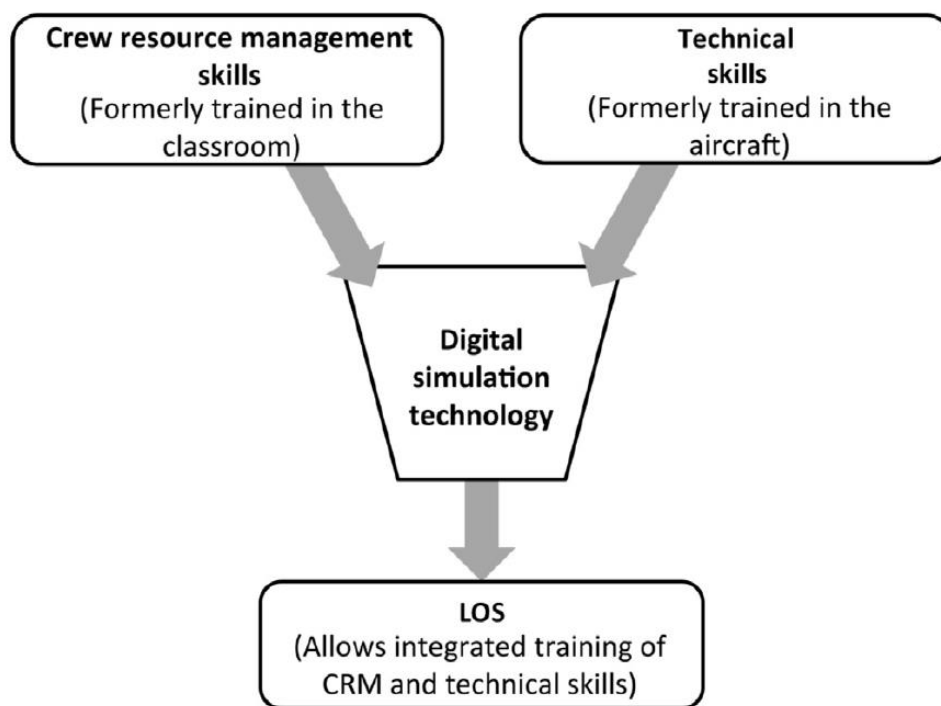 Crew resource management
skills
(Formerly trained in the
classroom)
Technical
skills
(Formerly trained in the
aircraft)
Digital
simulation
technology
LOS
(Allows integrated training of
CRM and technical skills)